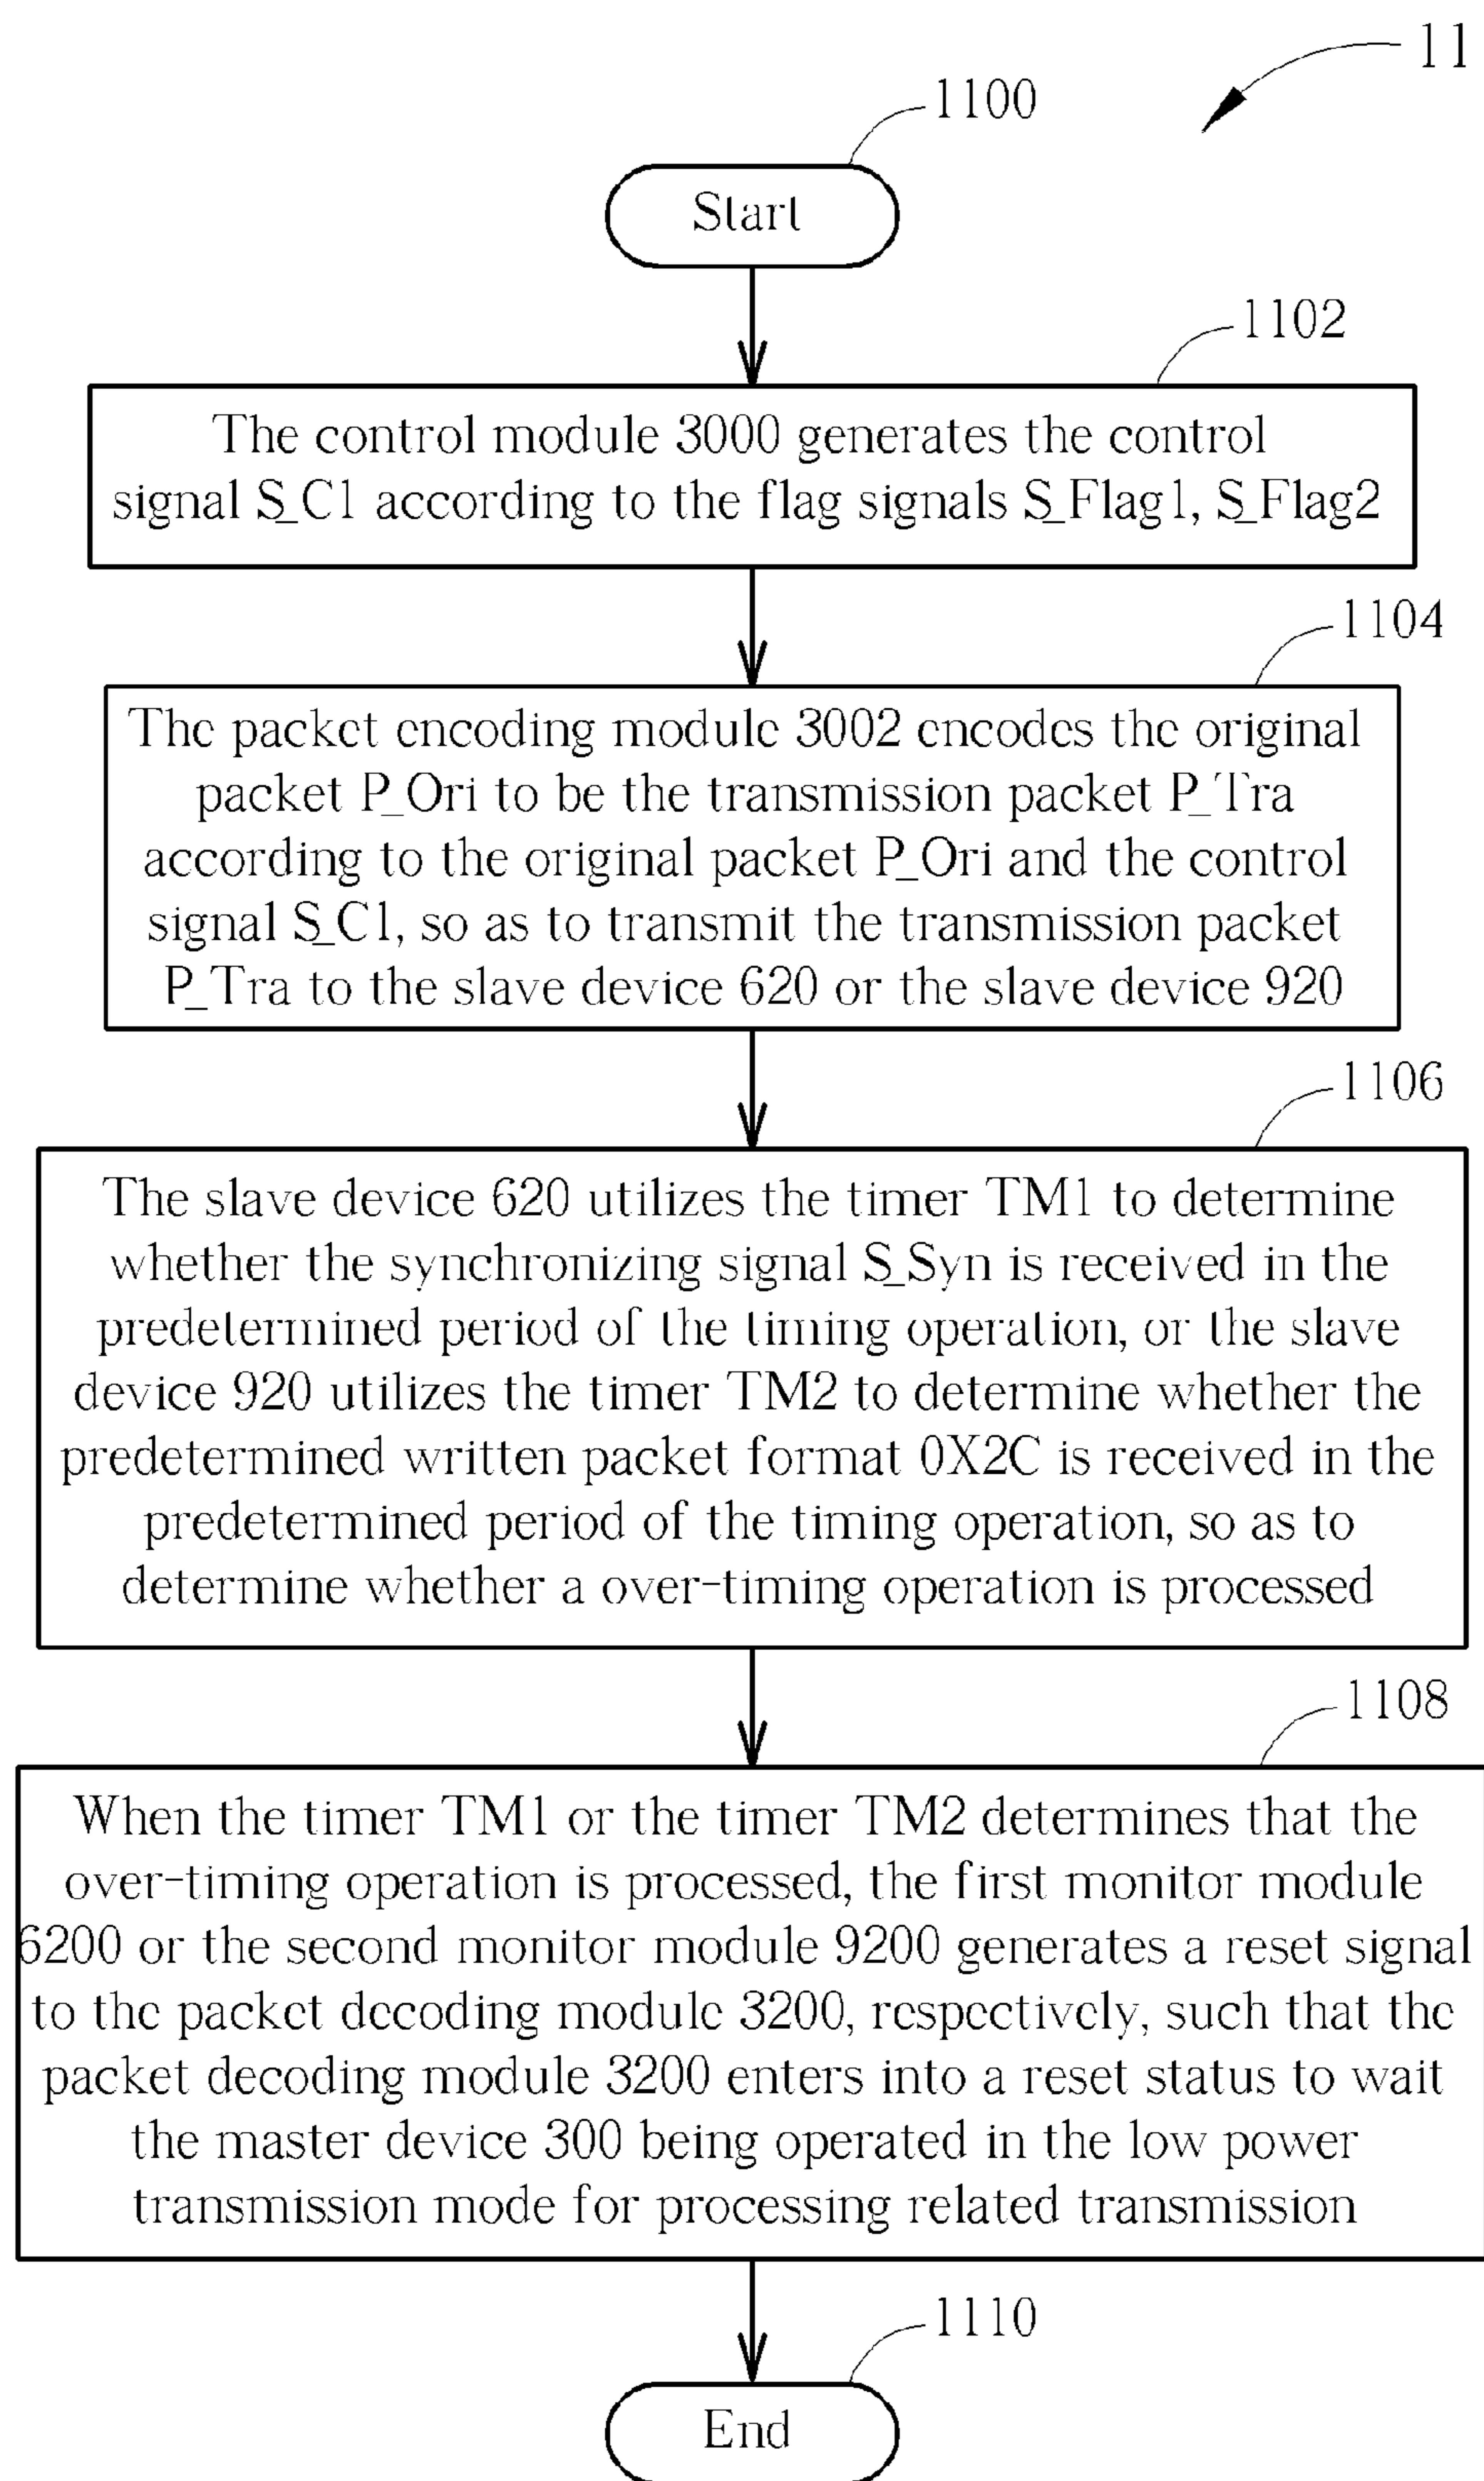 11
1100
Start
1102
The control module 3000 generates the control
signal S_C1 according to the flag signals S_Flag1, S_Flag2
1104
The packet encoding module 3002 encodes the original
packet P_Ori to be the transmission packet P_Tra
according to the original packet P_Ori and the control
signal S_C1, so as to transmit the transmission packet
P_Tra to the slave device 620 or the slave device 920
1106
The slave device 620 utilizes the timer TM1 to determine
whether the synchronizing signal S_Syn is received in the
predetermined period of the timing operation, or the slave
device 920 utilizes the timer TM2 to determine whether the
predetermined written packet format 0X2C is received in the
predetermined period of the timing operation, so as to
determine whether a over-timing operation is processed
1108
When the timer TM1 or the timer TM2 determines that the
over-timing operation is processed, the first monitor module
6200 or the second monitor module 9200 generates a reset signal
to the packet decoding module 3200, respectively, such that the
packet decoding module 3200 enters into a reset status to wait
the master device 300 being operated in the low power
transmission mode for processing related transmission
1110
End